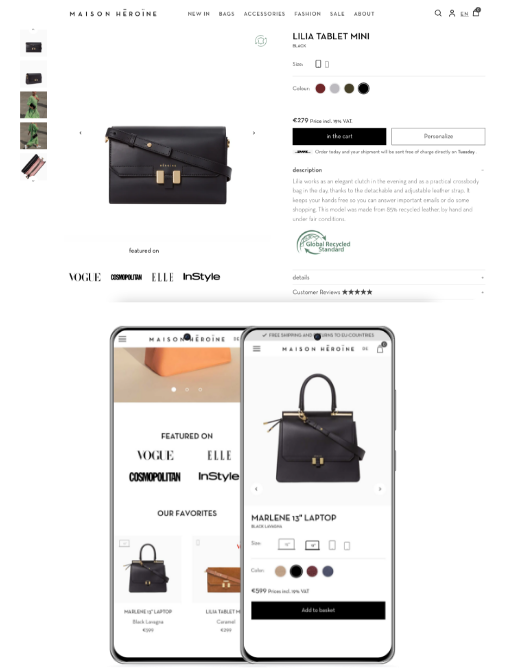 MAISON HĒROÏNE
NEW IN BAGS ACCESSORIES FASHION SALE ABOUT
EN
LILIA TABLET MINI
BLACK
Size:
Colour:
€279 Price incl. 19% VAT.
in the cart
Personalize
Order today and your shipment will be sent free of charge directly on Tuesday.
description
Lilia works as an elegant clutch in the evening and as a practical crossbody
bag in the day, thanks to the detachable and adjustable leather strap. It
keeps your hands free so you can answer important emails or do some
shopping. This model was made from 85% recycled leather, by hand and
under fair conditions.
Global Recycled
Standard
details
Customer Reviews ★★★★★
featured on
VOGUE COSMOPOLITAN ELLE InStyle
MAISON HĒROÏNE DE
FEATURED ON
VOGUE ELLE
COSMOPOLITAN InStyle
OUR FAVORITES
MARLENE 13" LAPTOP
Black Lavagna
€599
LILIA TABLET M
Caramel
€299
FREE SHIPPING AND RETURNS TO EU-COUNTRIES
MAISON HĒROÏNE DE
MARLENE 13" LAPTOP
BLACK LAVAGNA
Size:
Color:
€599 Prices incl. 19% VAT
Add to basket